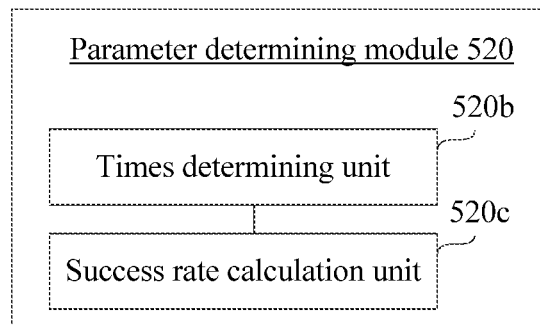 Parameter determining module 520
520b
Times determining unit
520c
Success rate calculation unit